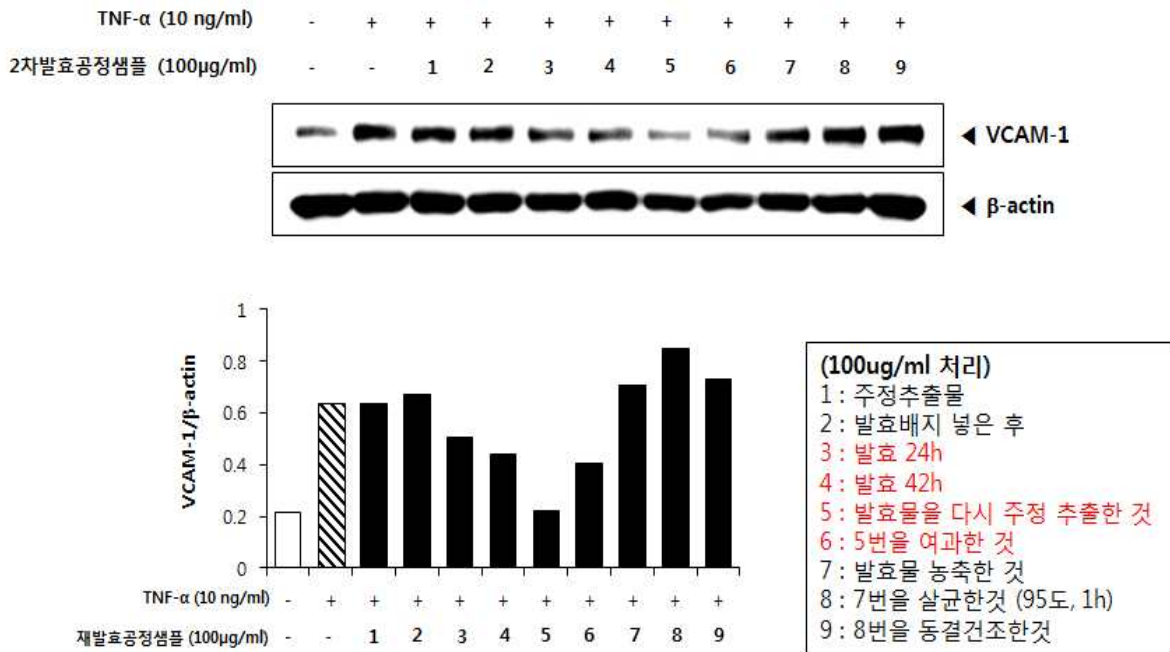 TNF-α (10 ng/ml) - + + + + + + + + + +
2차발효공정샘플 (100µg/ml) - - 1 2 3 4 5 6 7 8 9
◀ VCAM-1
◀ β-actin
1
0.8
0.6
0.4
0.2
0
VCAM-1/β-actin
TNF-α (10 ng/ml) - + + + + + + + + + +
재발효공정샘플 (100µg/ml) - - 1 2 3 4 5 6 7 8 9
(100ug/ml 처리)
1 : 주정추출물
2 : 발효배지 넣은 후
3 : 발효 24h
4 : 발효 42h
5 : 발효물을 다시 주정 추출한 것
6 : 5번을 여과한 것
7 : 발효물 농축한 것
8 : 7번을 살균한것 (95도, 1h)
9 : 8번을 동결건조한것